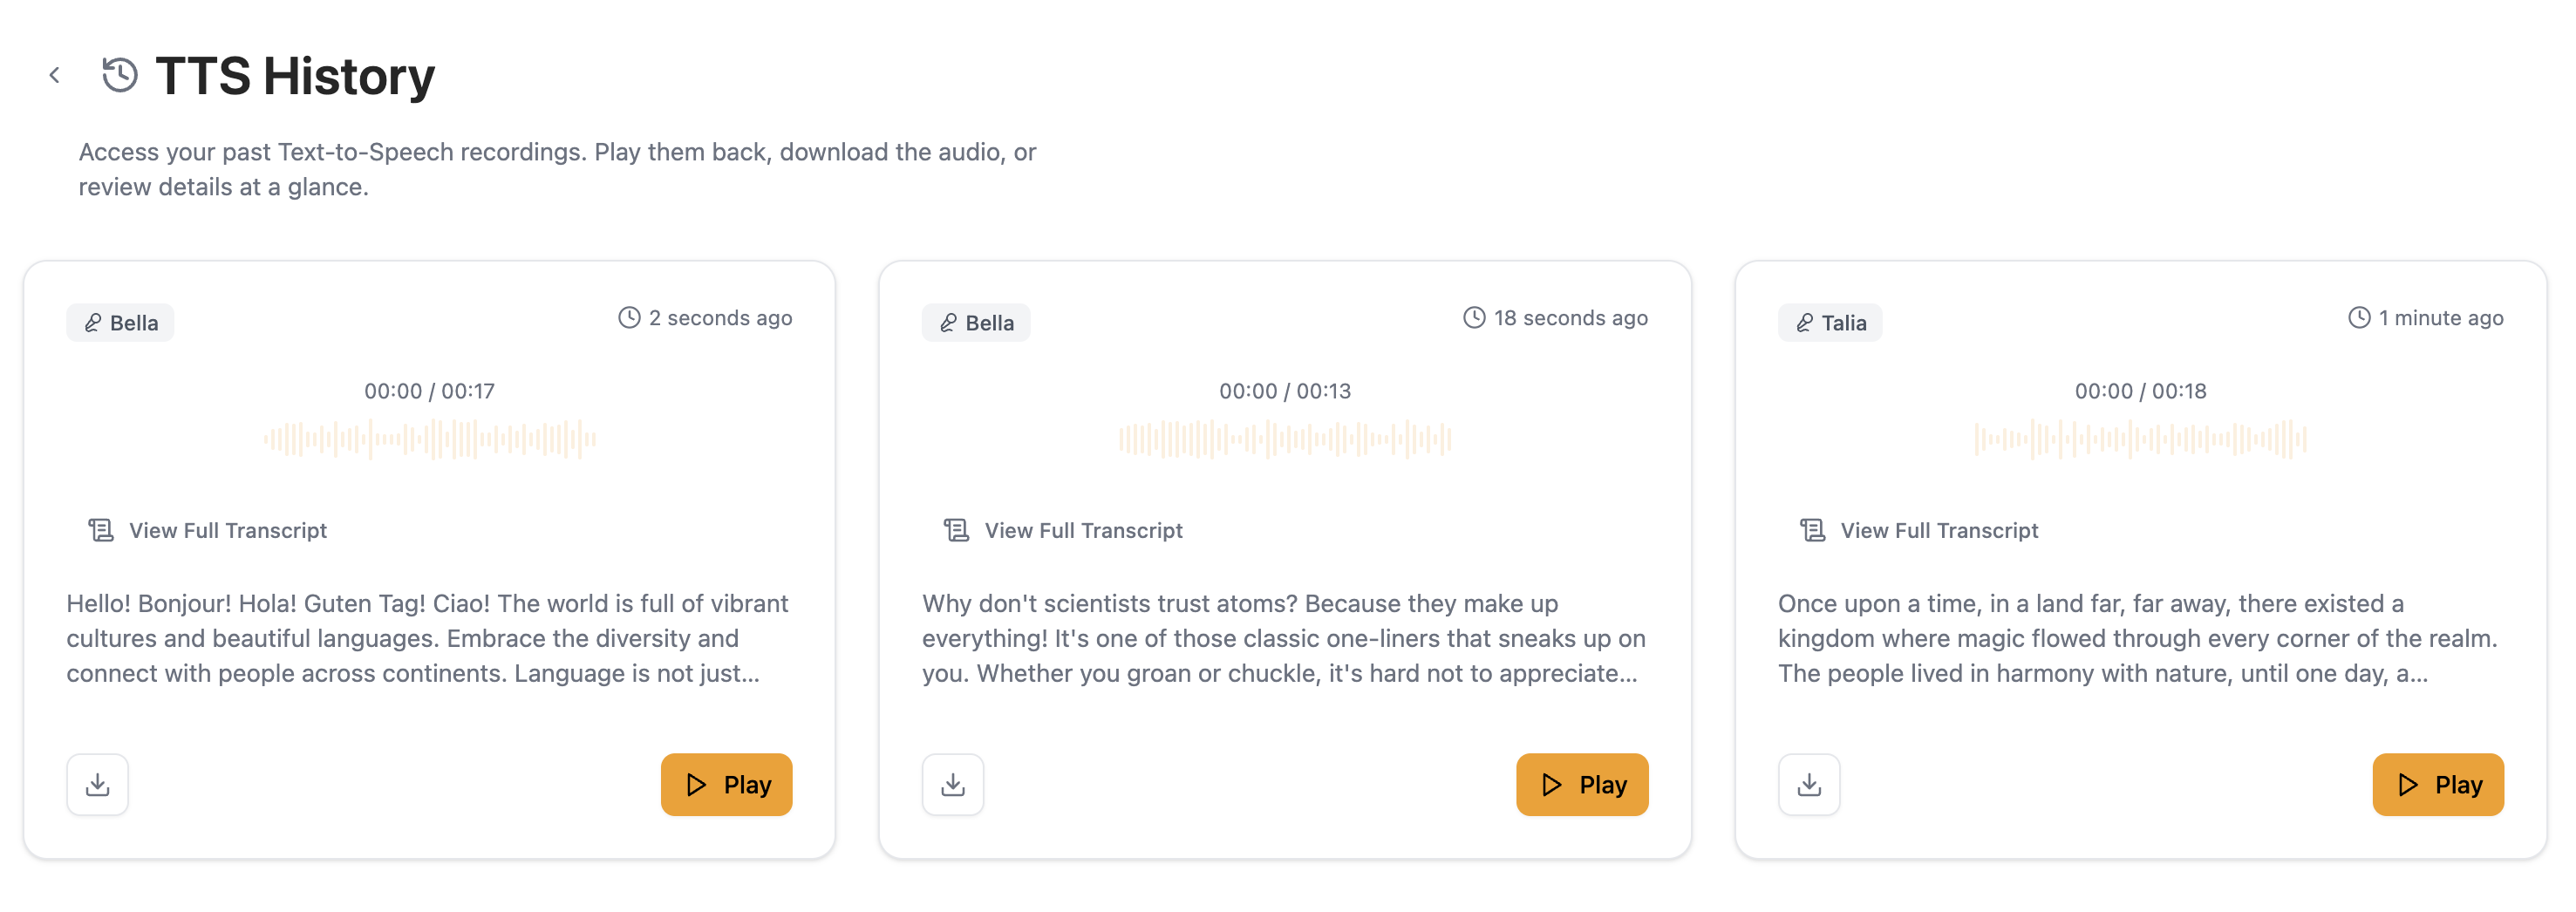 TTS History
Access your past Text-to-Speech recordings. Play them back, download the audio, or
review details at a glance.
Bella
2 seconds ago
00:00 / 00:17
View Full Transcript
Hello! Bonjour! Hola! Guten Tag! Ciao! The world is full of vibrant
cultures and beautiful languages. Embrace the diversity and
connect with people across continents. Language is not just...
Play
Bella
18 seconds ago
00:00 / 00:13
View Full Transcript
Why don't scientists trust atoms? Because they make up
everything! It's one of those classic one-liners that sneaks up on
you. Whether you groan or chuckle, it's hard not to appreciate...
Play
Talia
1 minute ago
00:00 / 00:18
View Full Transcript
Once upon a time, in a land far, far away, there existed a
kingdom where magic flowed through every corner of the realm.
The people lived in harmony with nature, until one day, a...
Play